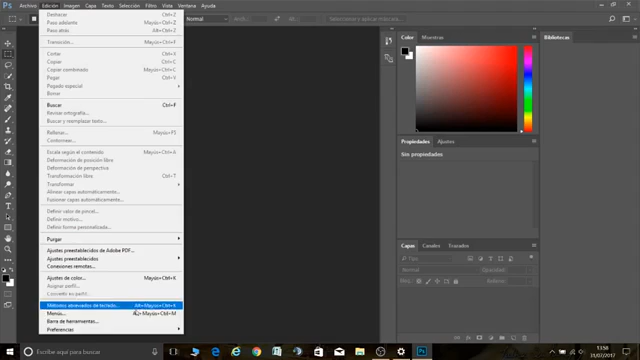 Ps Archivo Edición Imagen Capa Texto Selección Filtro Vista Ventana Ayuda
Normal
Deshacer Ctrl+Z
Paso adelante Mayús+Ctrl+Z
Paso atrás Alt+Ctrl+Z
Transición... Mayús+Ctrl+F
Cortar Ctrl+X
Copiar Ctrl+C
Copiar combinado Mayús+Ctrl+C
Pegar Ctrl+V
Pegado especial
Borrar
Buscar Ctrl+F
Revisar ortografía...
Buscar y reemplazar texto...
Rellenar... Mayús+F5
Contornear...
Escala según el contenido
Deformación de posición libre
Deformación de perspectiva
Transformación libre Ctrl+T
Transformar
Alinear capas automáticamente...
Fusionar capas automáticamente...
Definir valor de pincel...
Definir motivo...
Definir forma personalizada...
Purgar
Ajustes preestablecidos de Adobe PDF...
Ajustes preestablecidos
Conexiones remotas...
Ajustes de color... Mayús+Ctrl+K
Asignar perfil...
Convertir en perfil...
Métodos abreviados de teclado... Alt+Mayús+Ctrl+K
Menús... Alt+Mayús+Ctrl+M
Barra de herramientas...
Preferencias
Color Muestras
Bibliotecas
Propiedades Ajustes
Sin propiedades
Capas Canales Trazados
Tipo
Normal Opacidad:
Bloq.:
Escribe aquí para buscar
13:58
31/07/2017